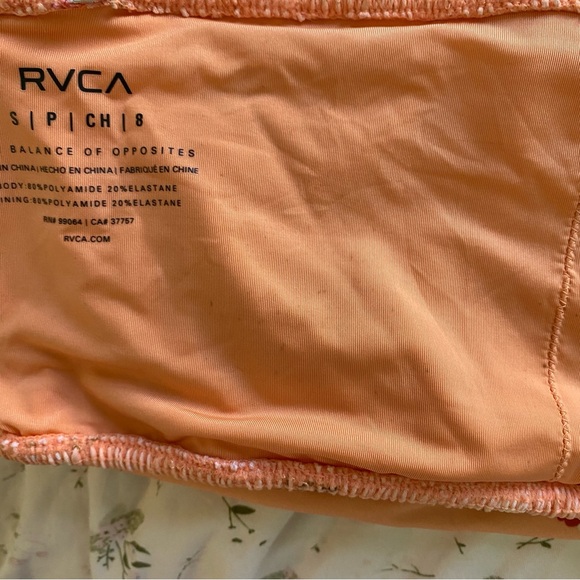 RVCA
S | P | CH | 8
BALANCE OF OPPOSITES
IN CHINA | HECHO EN CHINA | FABRIQUÉ EN CHINE
BODY: 80% POLYAMIDE 20% ELASTANE
INING: 80% POLYAMIDE 20% ELASTANE
RN# 99064 | CA# 37757
RVCA.COM